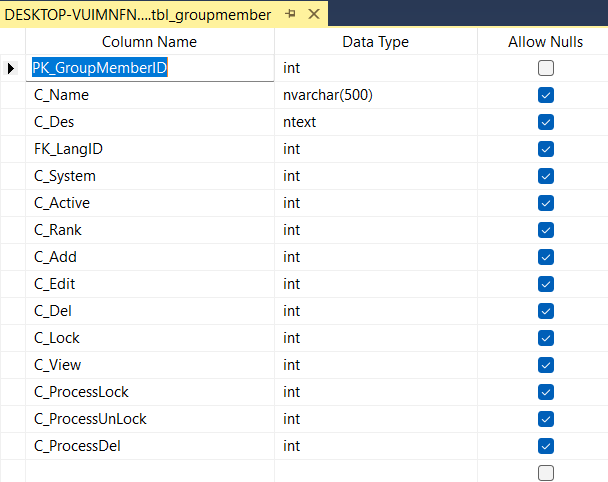 DESKTOP-VUIMNFN....tbl_groupmember
Column Name Data Type Allow Nulls
PK_GroupMemberID int
C_Name nvarchar(500)
C_Des ntext
FK_LangID int
C_System int
C_Active int
C_Rank int
C_Add int
C_Edit int
C_Del int
C_Lock int
C_View int
C_ProcessLock int
C_ProcessUnLock int
C_ProcessDel int